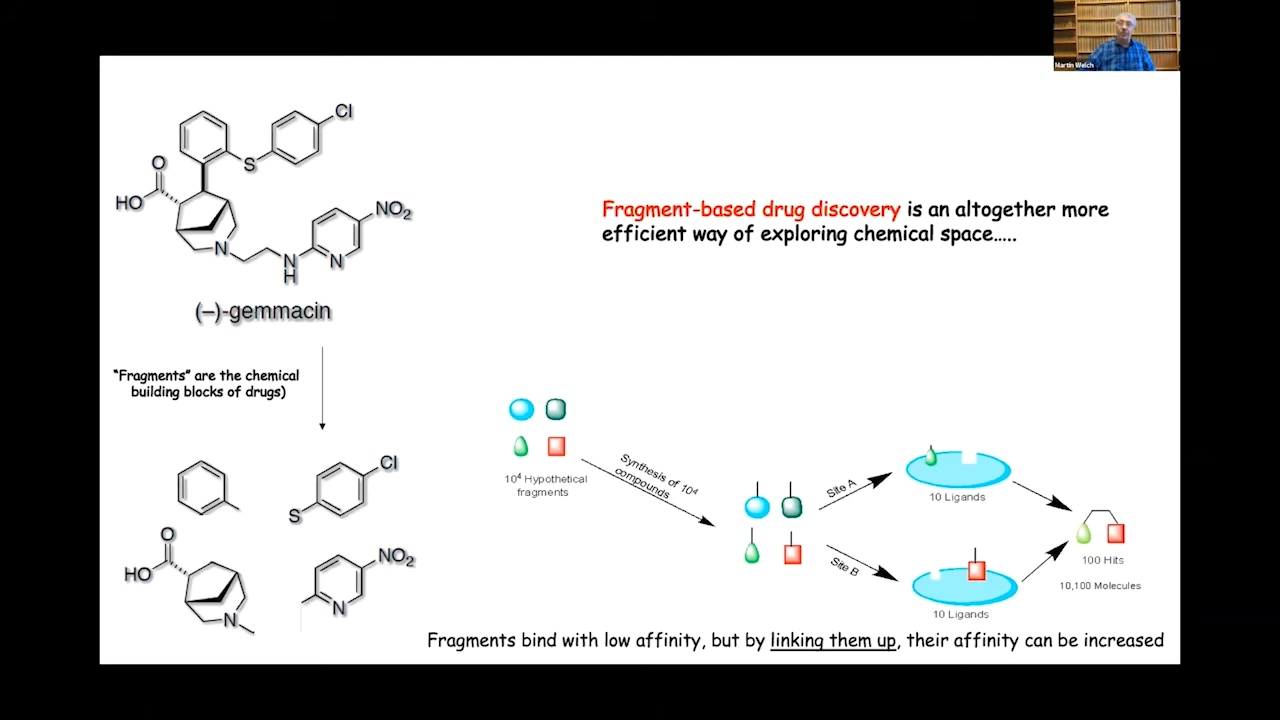 Martin Welch
Cl
S
O
HO
NO₂
N
N
H
N
(–)-gemmacin
Fragment-based drug discovery is an altogether more
efficient way of exploring chemical space.....
“Fragments” are the chemical
building blocks of drugs)
Cl
S
O
HO
N
NO₂
N
10⁴ Hypothetical
fragments
Synthesis of 10⁴
compounds
Site A
Site B
10 Ligands
10 Ligands
100 Hits
10,100 Molecules
Fragments bind with low affinity, but by linking them up, their affinity can be increased